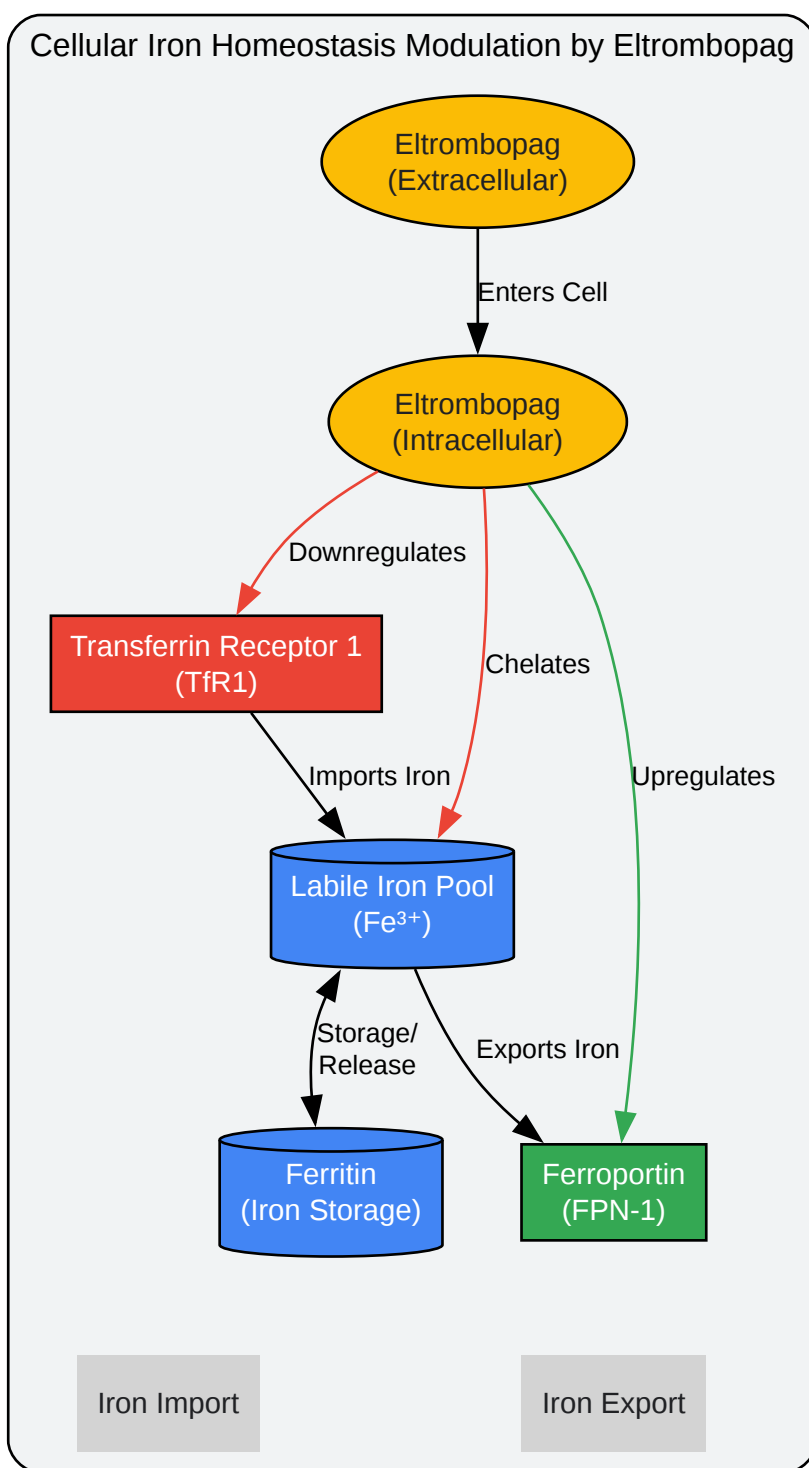 Cellular Iron Homeostasis Modulation by Eltrombopag
Eltrombopag
(Extracellular)
Enters Cell
Eltrombopag
(Intracellular)
Downregulates
Transferrin Receptor 1
(TfR1)
Chelates
Imports Iron
Upregulates
Labile Iron Pool
(Fe³⁺)
Storage/
Release
Exports Iron
Ferritin
(Iron Storage)
Ferroportin
(FPN-1)
Iron Import
Iron Export